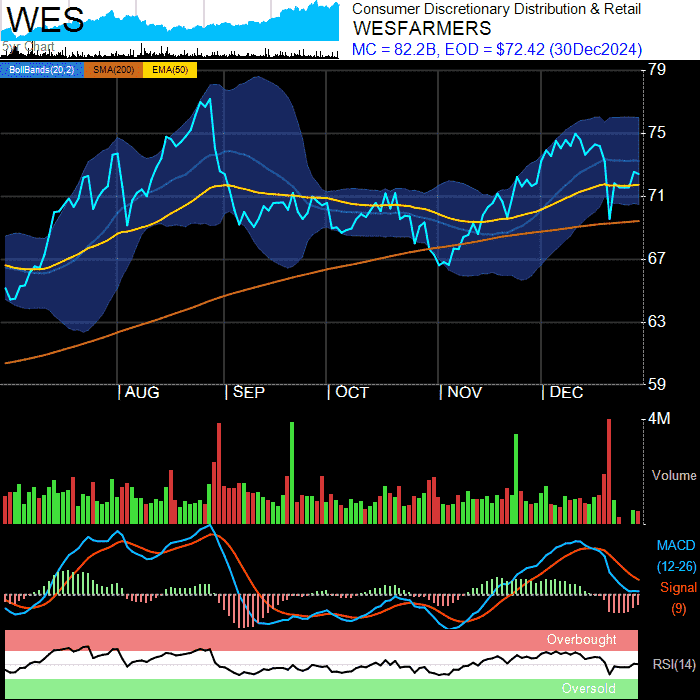 WES
5yr Chart
Consumer Discretionary Distribution & Retail
WESFARMERS
MC = 82.2B, EOD = $72.42 (30Dec2024)
BollBands(20,2) SMA(200) EMA(50)
79
75
71
67
63
59
AUG SEP OCT NOV DEC
4M
Volume
MACD
(12-26)
Signal
(9)
Overbought
RSI(14)
Oversold